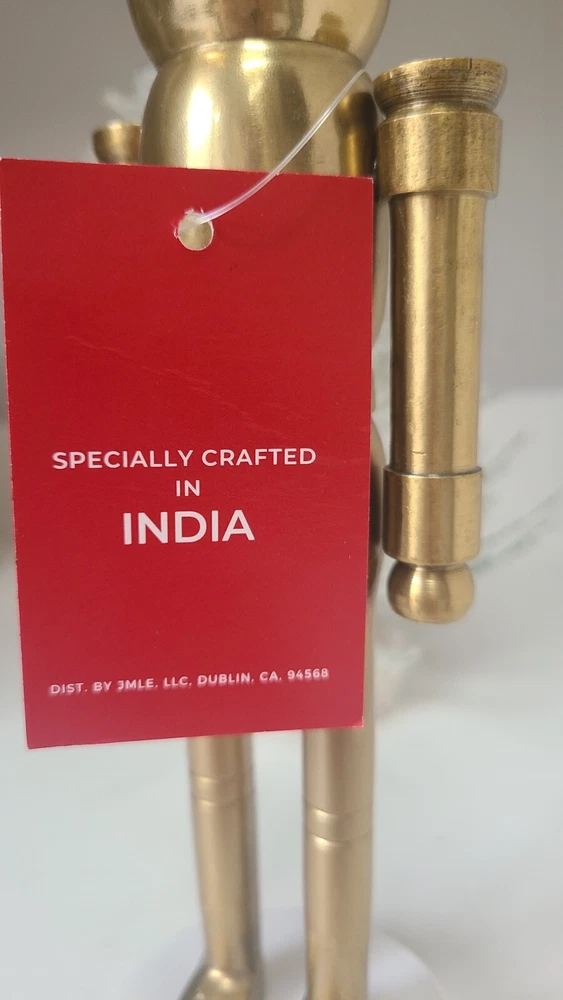 SPECIALLY CRAFTED
IN
INDIA
DIST. BY JMLE, LLC, DUBLIN, CA, 94568